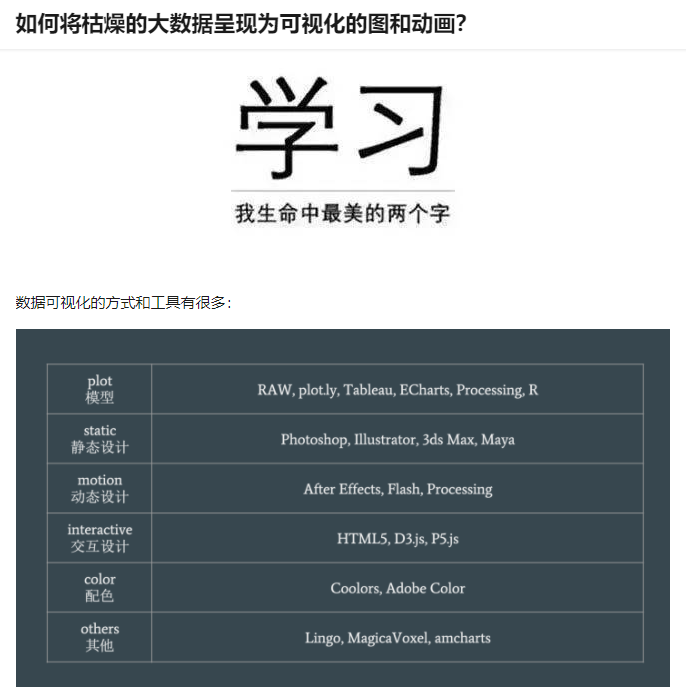 如何将枯燥的大数据呈现为可视化的图和动画？
学习
我生命中最美的两个字
数据可视化的方式和工具有很多：
plot
模型
RAW, plot.ly, Tableau, ECharts, Processing, R
static
静态设计
Photoshop, Illustrator, 3ds Max, Maya
motion
动态设计
After Effects, Flash, Processing
interactive
交互设计
HTML5, D3.js, P5.js
color
配色
Coolors, Adobe Color
others
其他
Lingo, MagicaVoxel, amcharts